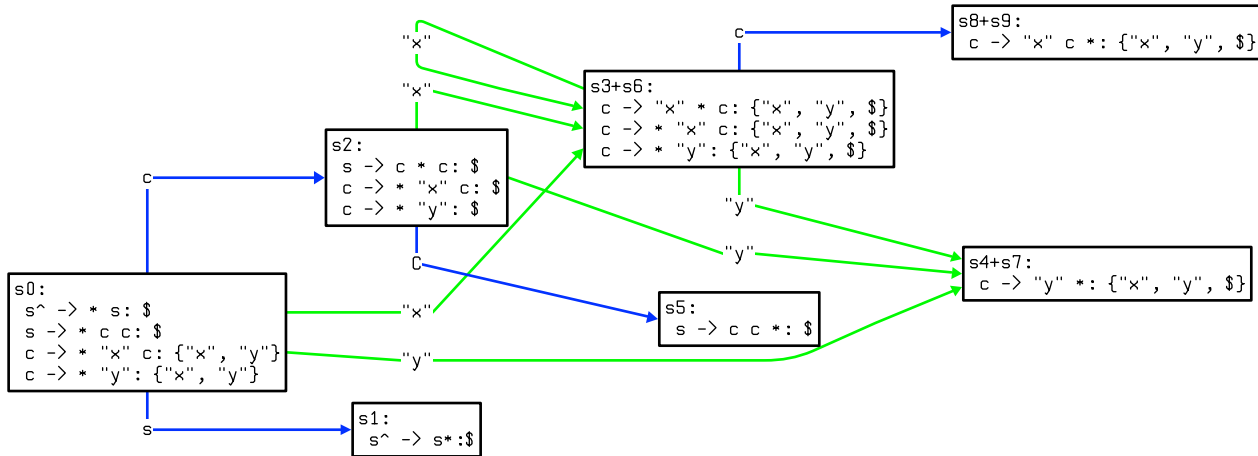 s8+s9:
c -> "x" c *: {"x", "y", $}
c
"x"
"x"
s3+s6:
c -> "x" * c: {"x", "y", $}
c -> * "x" c: {"x", "y", $}
c -> * "y": {"x", "y", $}
s2:
s -> c * c: $
c -> * "x" c: $
c -> * "y": $
c
"y"
"y"
C
s4+s7:
c -> "y" *: {"x", "y", $}
s0:
s^ -> * s: $
s -> * c c: $
c -> * "x" c: {"x", "y"}
c -> * "y": {"x", "y"}
"x"
"y"
s5:
s -> c c *: $
s
s1:
s^ -> s*:$